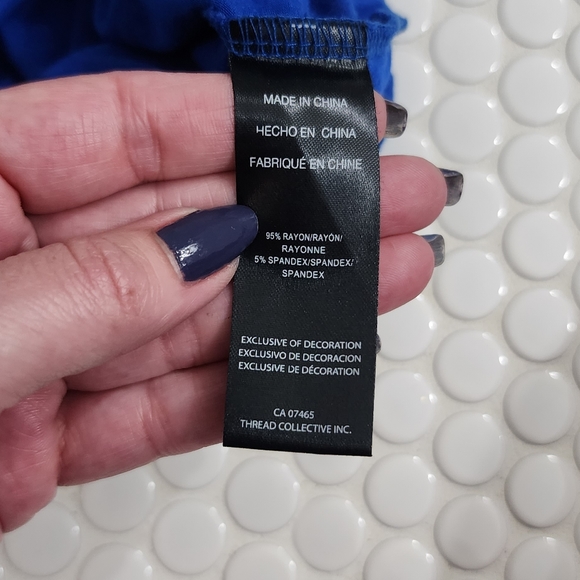 MADE IN CHINA
HECHO EN CHINA
FABRIQUÉ EN CHINE
95% RAYON/RAYÓN/
RAYONNE
5% SPANDEX/SPANDEX/
SPANDEX
EXCLUSIVE OF DECORATION
EXCLUSIVO DE DECORACION
EXCLUSIVE DE DÉCORATION
CA 07465
THREAD COLLECTIVE INC.